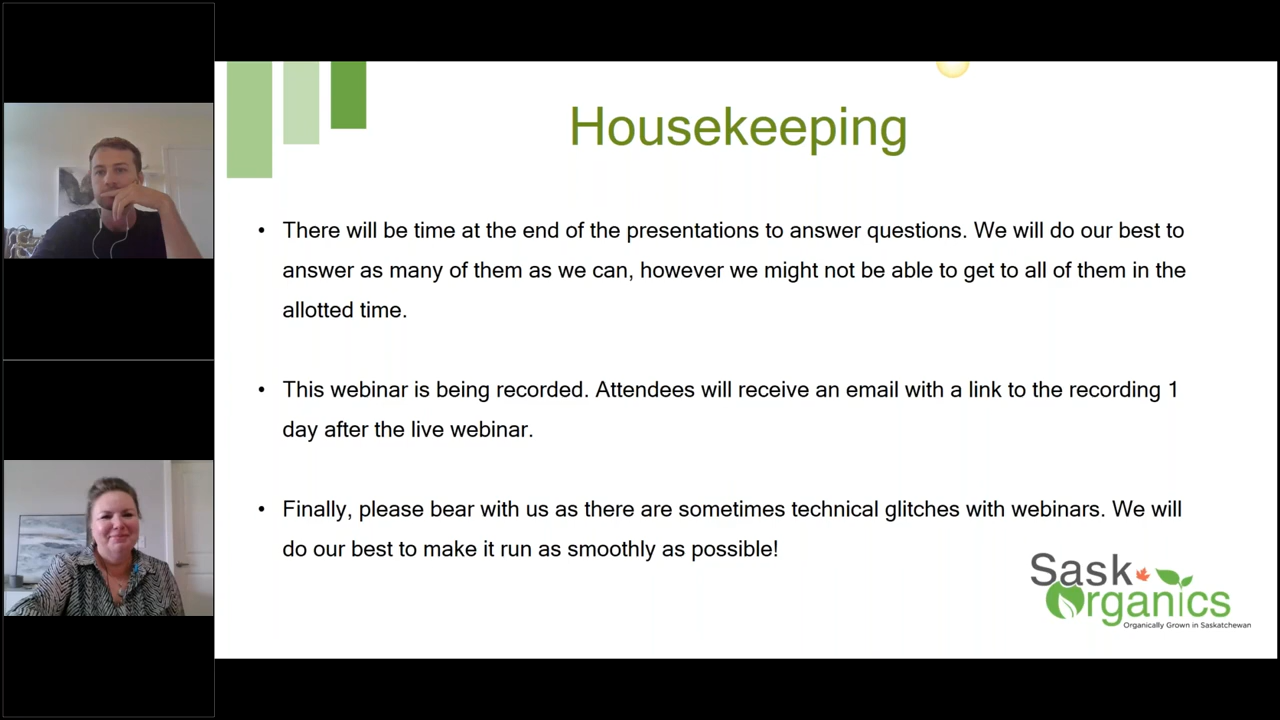 Housekeeping
• There will be time at the end of the presentations to answer questions. We will do our best to
answer as many of them as we can, however we might not be able to get to all of them in the
allotted time.
• This webinar is being recorded. Attendees will receive an email with a link to the recording 1
day after the live webinar.
• Finally, please bear with us as there are sometimes technical glitches with webinars. We will
do our best to make it run as smoothly as possible!
Sask
Organics
Organically Grown in Saskatchewan